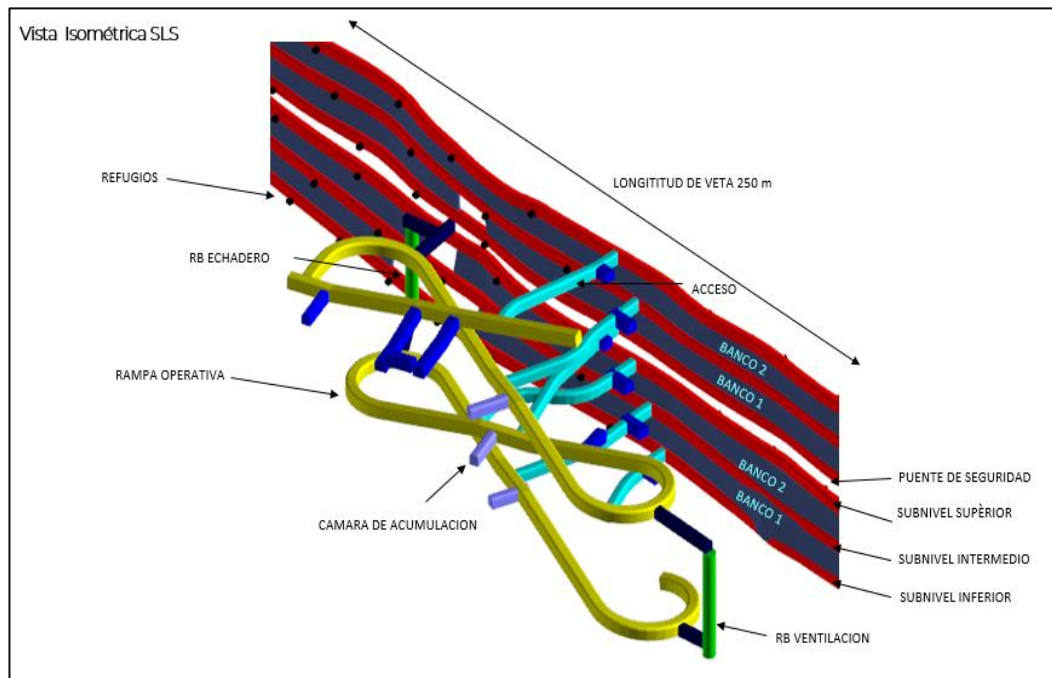 Vista Isométrica SLS
LONGITITUD DE VETA 250 m
REFUGIOS
RB ECHADERO
ACCESO
RAMPA OPERATIVA
BANCO 2
BANCO 1
BANCO 2
BANCO 1
PUENTE DE SEGURIDAD
SUBNIVEL SUPÈRIOR
CAMARA DE ACUMULACION
SUBNIVEL INTERMEDIO
SUBNIVEL INFERIOR
RB VENTILACION